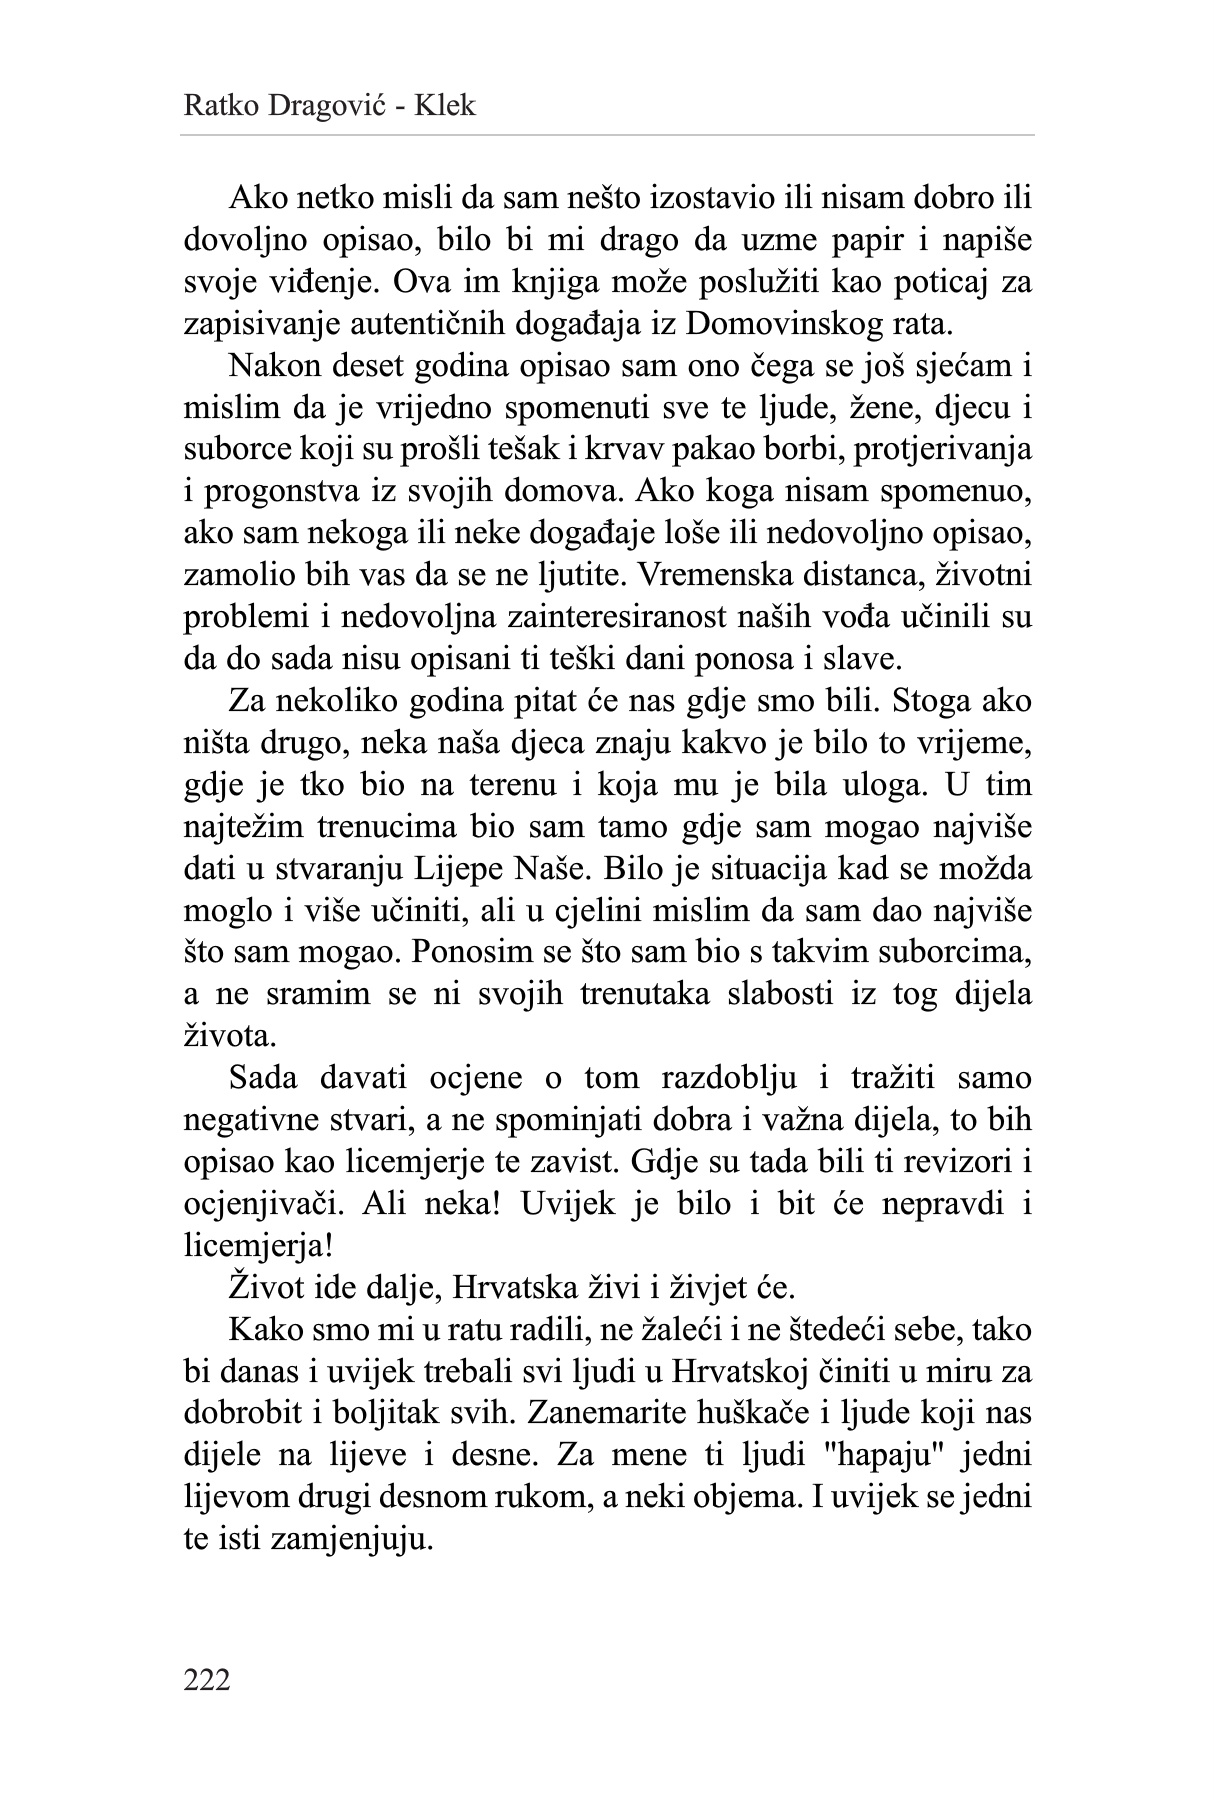 Ratko Dragović - Klek
Ako netko misli da sam nešto izostavio ili nisam dobro ili
dovoljno opisao, bilo bi mi drago da uzme papir i napiše
svoje viđenje. Ova im knjiga može poslužiti kao poticaj za
zapisivanje autentičnih događaja iz Domovinskog rata.
Nakon deset godina opisao sam ono čega se još sjećam i
mislim da je vrijedno spomenuti sve te ljude, žene, djecu i
suborce koji su prošli tešak i krvav pakao borbi, protjerivanja
i progonstva iz svojih domova. Ako koga nisam spomenuo,
ako sam nekoga ili neke događaje loše ili nedovoljno opisao,
zamolio bih vas da se ne ljutite. Vremenska distanca, životni
problemi i nedovoljna zainteresiranost naših vođa učinili su
da do sada nisu opisani ti teški dani ponosa i slave.
Za nekoliko godina pitat će nas gdje smo bili. Stoga ako
ništa drugo, neka naša djeca znaju kakvo je bilo to vrijeme,
gdje je tko bio na terenu i koja mu je bila uloga. U tim
najtežim trenucima bio sam tamo gdje sam mogao najviše
dati u stvaranju Lijepe Naše. Bilo je situacija kad se možda
moglo i više učiniti, ali u cjelini mislim da sam dao najviše
što sam mogao. Ponosim se što sam bio s takvim suborcima,
a ne sramim se ni svojih trenutaka slabosti iz tog dijela
života.
Sada davati ocjene o tom razdoblju i tražiti samo
negativne stvari, a ne spominjati dobra i važna dijela, to bih
opisao kao licemjerje te zavist. Gdje su tada bili ti revizori i
ocjenjivači. Ali neka! Uvijek je bilo i bit će nepravdi i
licemjerja!
Život ide dalje, Hrvatska živi i živjet će.
Kako smo mi u ratu radili, ne žaleći i ne štedeći sebe, tako
bi danas i uvijek trebali svi ljudi u Hrvatskoj činiti u miru za
dobrobit i boljitak svih. Zanemarite huškače i ljude koji nas
dijele na lijeve i desne. Za mene ti ljudi "hapaju" jedni
lijevom drugi desnom rukom, a neki objema. I uvijek se jedni
te isti zamjenjuju.
222